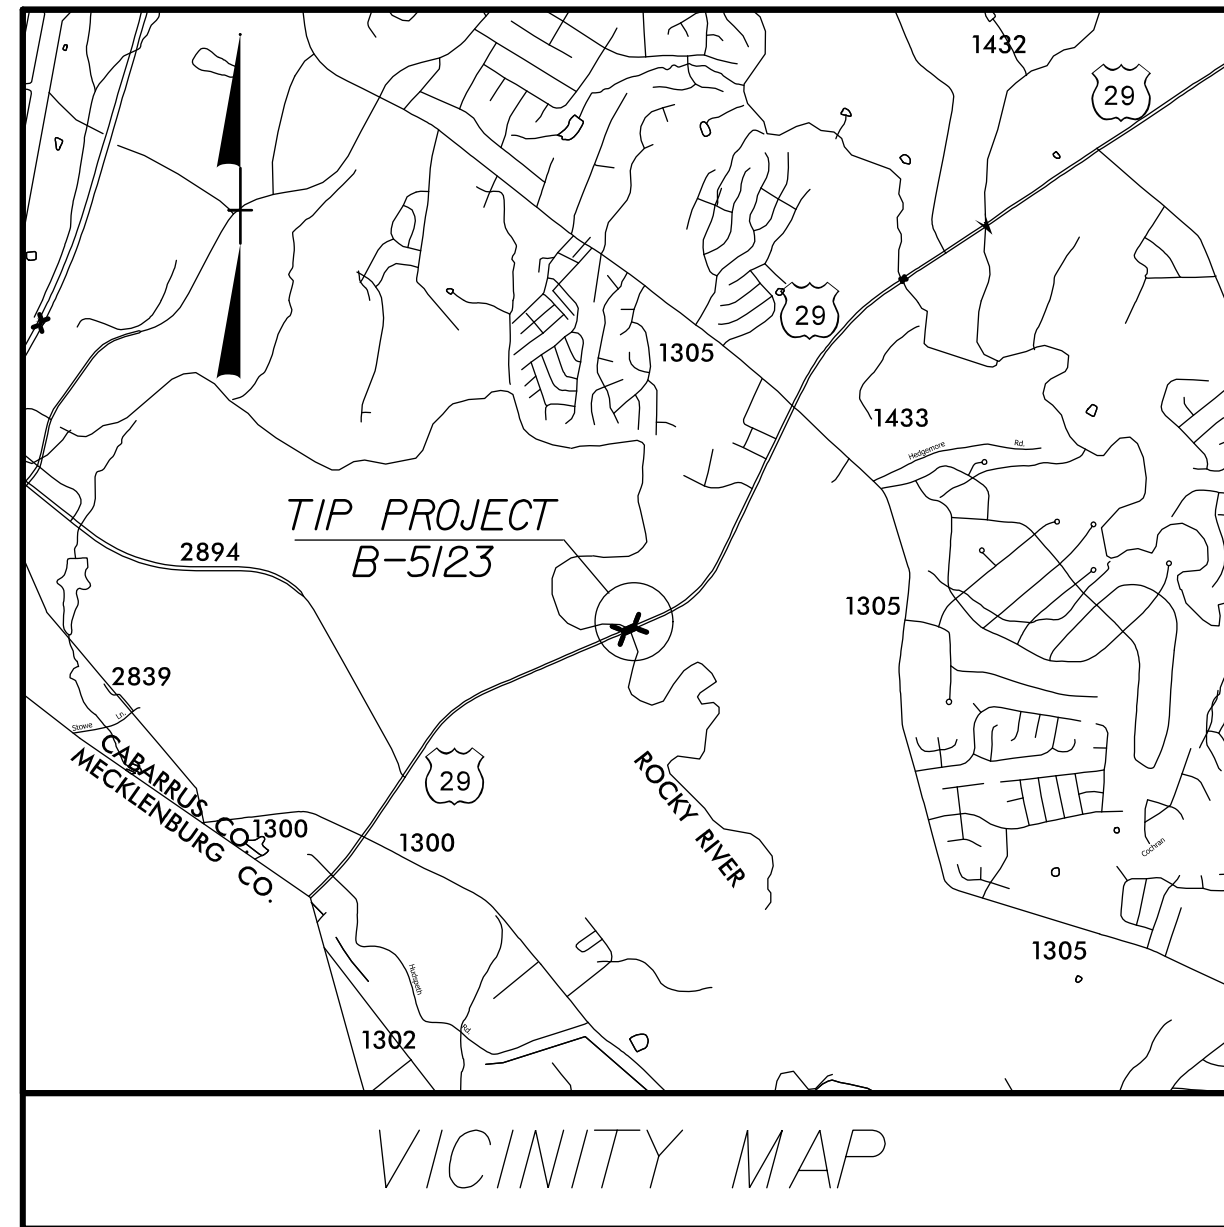 1432
29
29
1305
1433
Hedgemore Rd.
TIP PROJECT
B-5123
2894
1305
2839
Stowe Ln.
CABARRUS CO.
MECKLENBURG CO.
29
ROCKY RIVER
1300
1300
Cochran
1305
Hudspeth Rd.
1302
VICINITY MAP